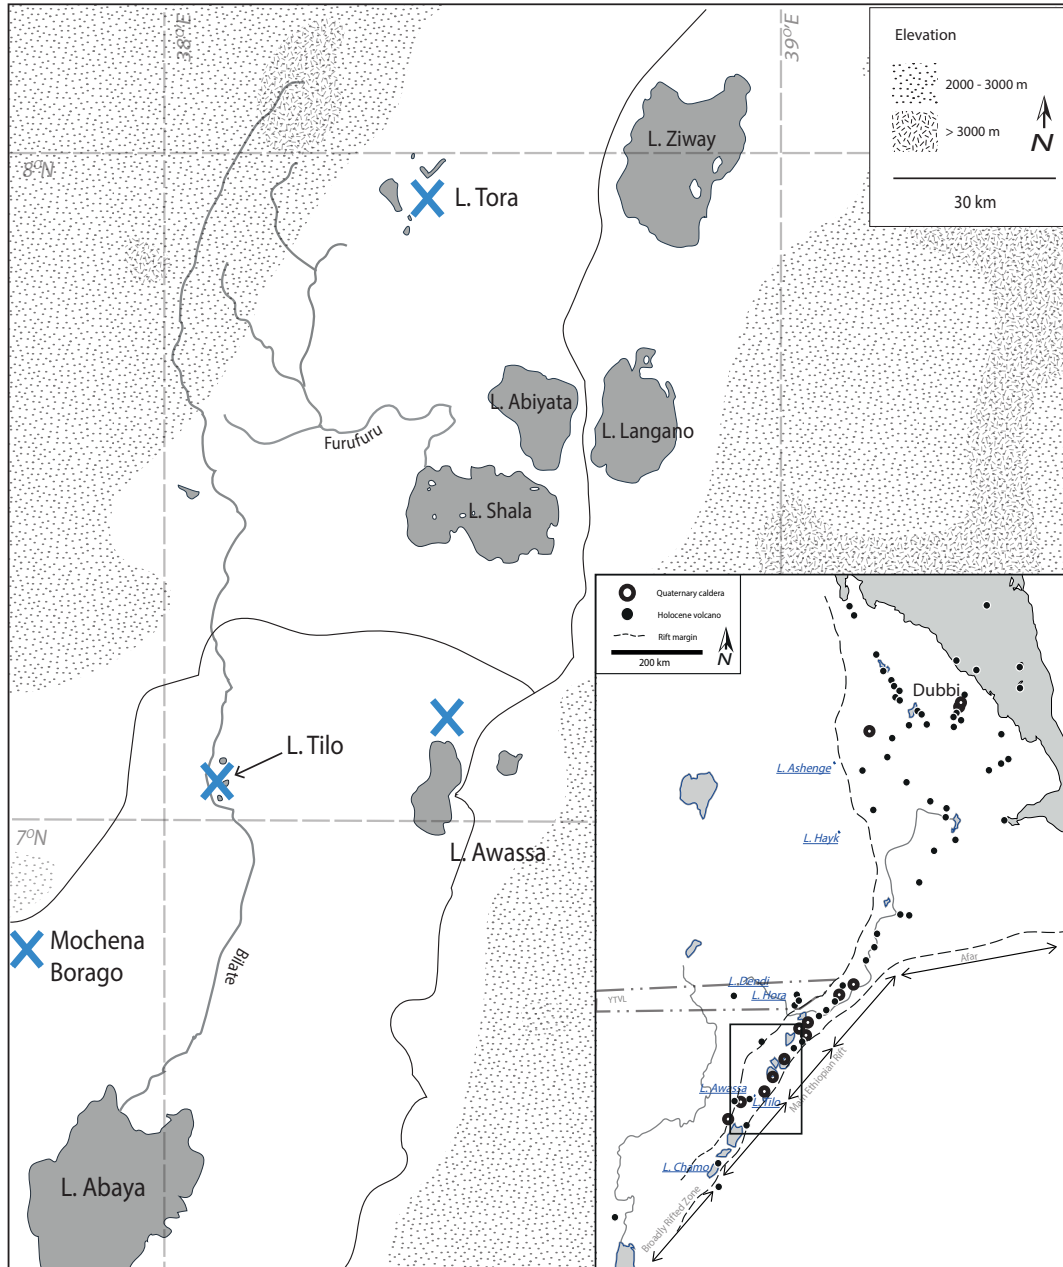 38°E
39°E
Elevation
2000 - 3000 m
> 3000 m
N
30 km
8°N
L. Ziway
L. Tora
L. Abiyata
L. Langano
Furufuru
L. Shala
L. Tilo
7°N
L. Awassa
Mochena
Borago
Bilate
L. Abaya
Quaternary caldera
Holocene volcano
Rift margin
200 km
N
Dubbi
L. Ashenge
L. Hayk
Afar
L. Dendi
YTVL
L. Hora
Main Ethiopian Rift
L. Awassa
L. Tilo
L. Chamo
Broadly Rifted Zone